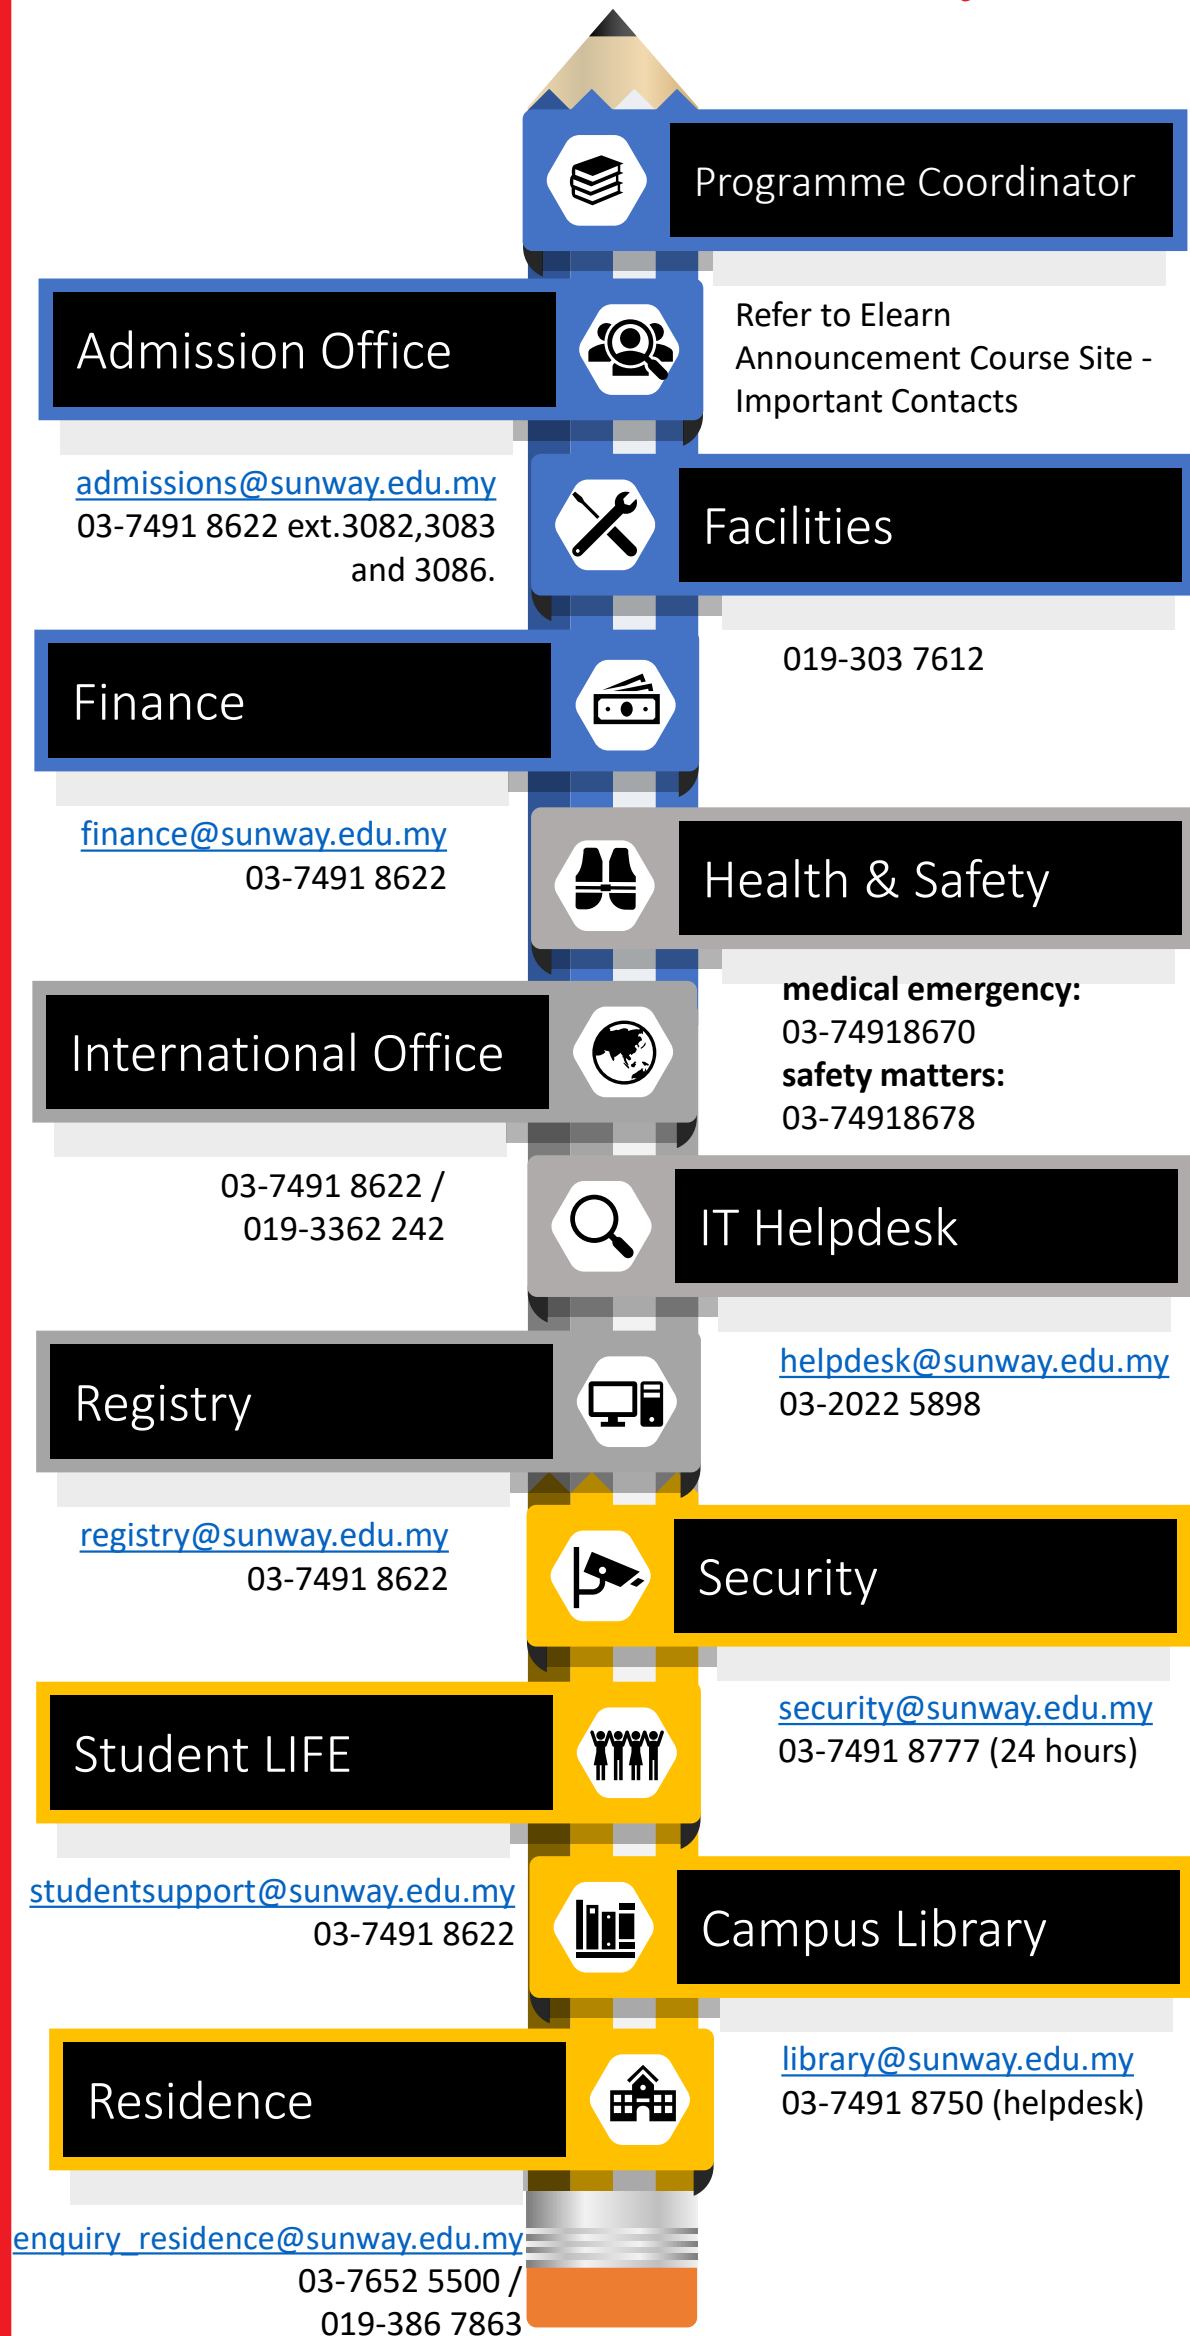 Programme Coordinator
Refer to Elearn
Announcement Course Site -
Important Contacts
Admission Office
admissions@sunway.edu.my
03-7491 8622 ext.3082,3083
and 3086.
Facilities
019-303 7612
Finance
finance@sunway.edu.my
03-7491 8622
Health & Safety
medical emergency:
03-74918670
safety matters:
03-74918678
International Office
03-7491 8622 /
019-3362 242
IT Helpdesk
helpdesk@sunway.edu.my
03-2022 5898
Registry
registry@sunway.edu.my
03-7491 8622
Security
security@sunway.edu.my
03-7491 8777 (24 hours)
Student LIFE
studentsupport@sunway.edu.my
03-7491 8622
Campus Library
library@sunway.edu.my
03-7491 8750 (helpdesk)
Residence
enquiry_residence@sunway.edu.my
03-7652 5500 /
019-386 7863